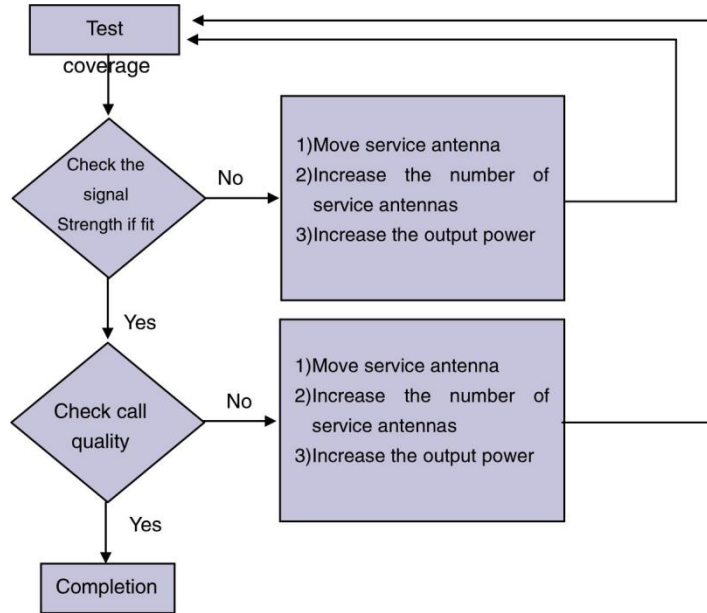 Test
coverage
Check the
signal
Strength if fit
No
1)Move service antenna
2)Increase the number of
service antennas
3)Increase the output power
Yes
Check call
quality
No
1)Move service antenna
2)Increase the number of
service antennas
3)Increase the output power
Yes
Completion